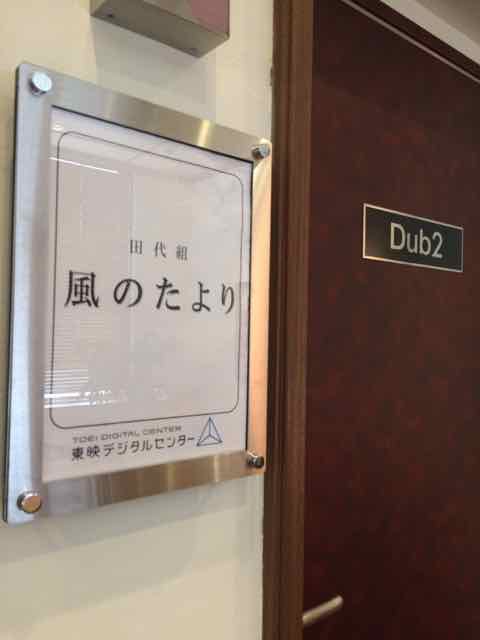 田代組
風のたより
TOEI DIGITAL CENTER
東映デジタルセンター
Dub2